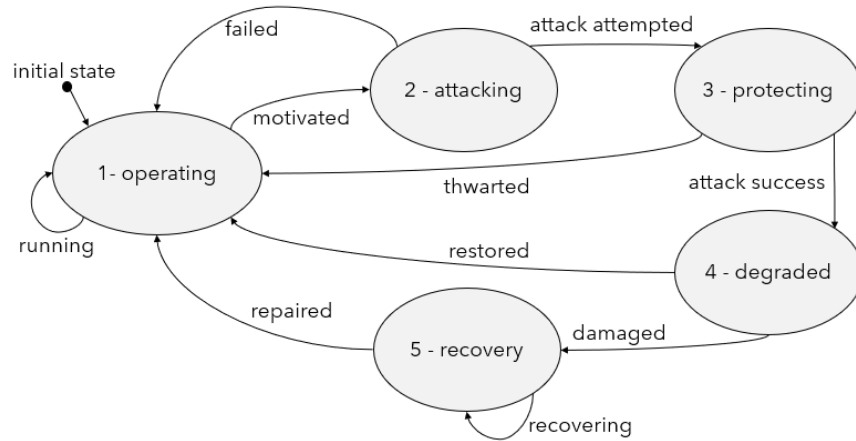 failed
attack attempted
initial state
2 - attacking
3 - protecting
motivated
1- operating
thwarted
attack success
running
restored
4 - degraded
repaired
damaged
5 - recovery
recovering